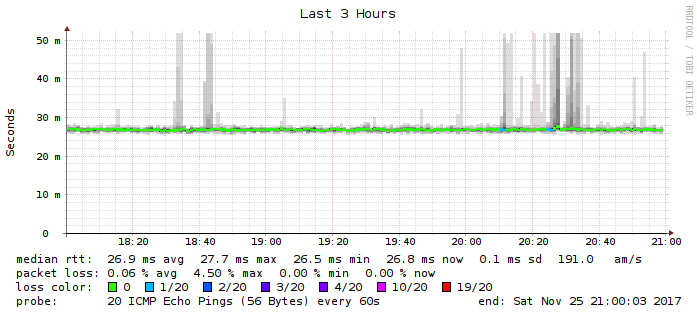 Last 3 Hours
RRDTOOL / TOBI OETIKER
Seconds
50 m
40 m
30 m
20 m
10 m
0
18:20 18:40 19:00 19:20 19:40 20:00 20:20 20:40 21:00
median rtt: 26.9 ms avg 27.7 ms max 26.5 ms min 26.8 ms now 0.1 ms sd 191.0 am/s
packet loss: 0.06 % avg 4.50 % max 0.00 % min 0.00 % now
loss color: 0 1/20 2/20 3/20 4/20 10/20 19/20
probe: 20 ICMP Echo Pings (56 Bytes) every 60s end: Sat Nov 25 21:00:03 2017